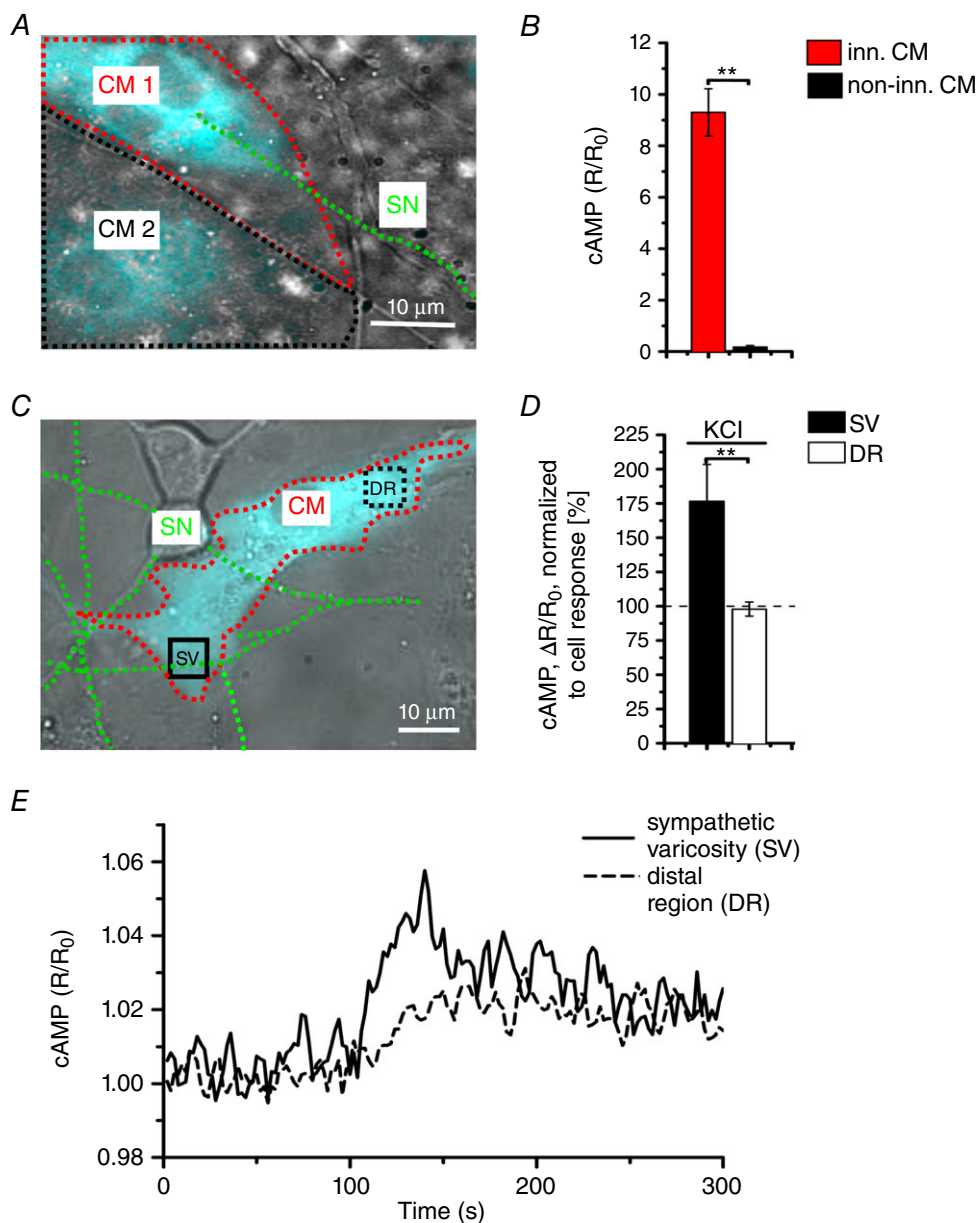 A
CM 1
CM 2
SN
10 μm
B
12
10
8
6
4
2
0
cAMP (R/R0)
**
inn. CM
non-inn. CM
C
SN
CM
DR
SV
10 μm
D
225
200
175
150
125
100
75
50
25
0
cAMP, ΔR/R0, normalized
to cell response [%]
KCl
**
SV
DR
E
1.06
1.04
1.02
1.00
0.98
cAMP (R/R0)
sympathetic
varicosity (SV)
distal
region (DR)
0
100
200
300
Time (s)